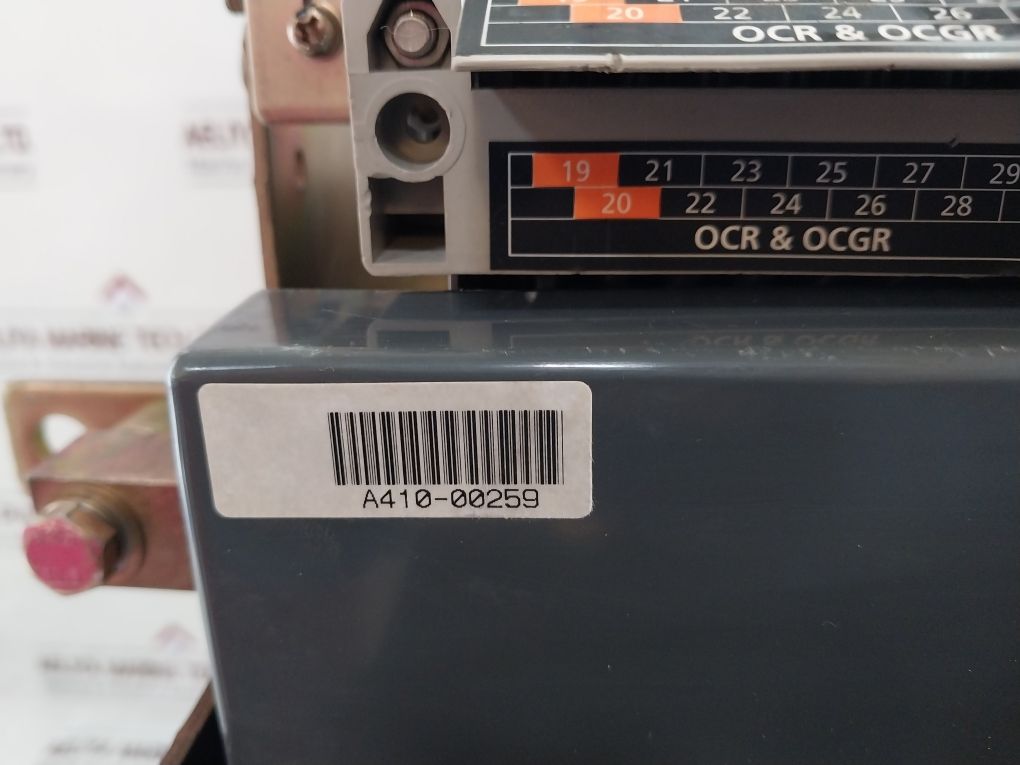 20 22 24 26
OCR & OCGR
19 21 23 25 27 29
20 22 24 26 28
OCR & OCGR
A410-00259